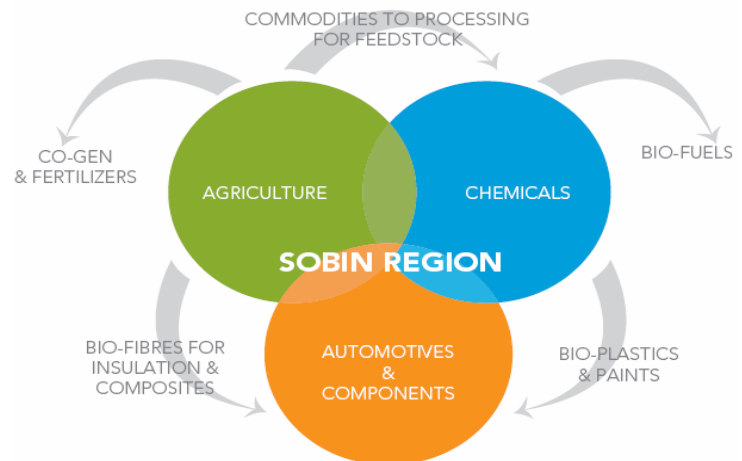 COMMODITIES TO PROCESSING
FOR FEEDSTOCK
CO-GEN
& FERTILIZERS
BIO-FUELS
AGRICULTURE
CHEMICALS
SOBIN REGION
BIO-FIBRES FOR
INSULATION &
COMPOSITES
AUTOMOTIVES
&
COMPONENTS
BIO-PLASTICS
& PAINTS